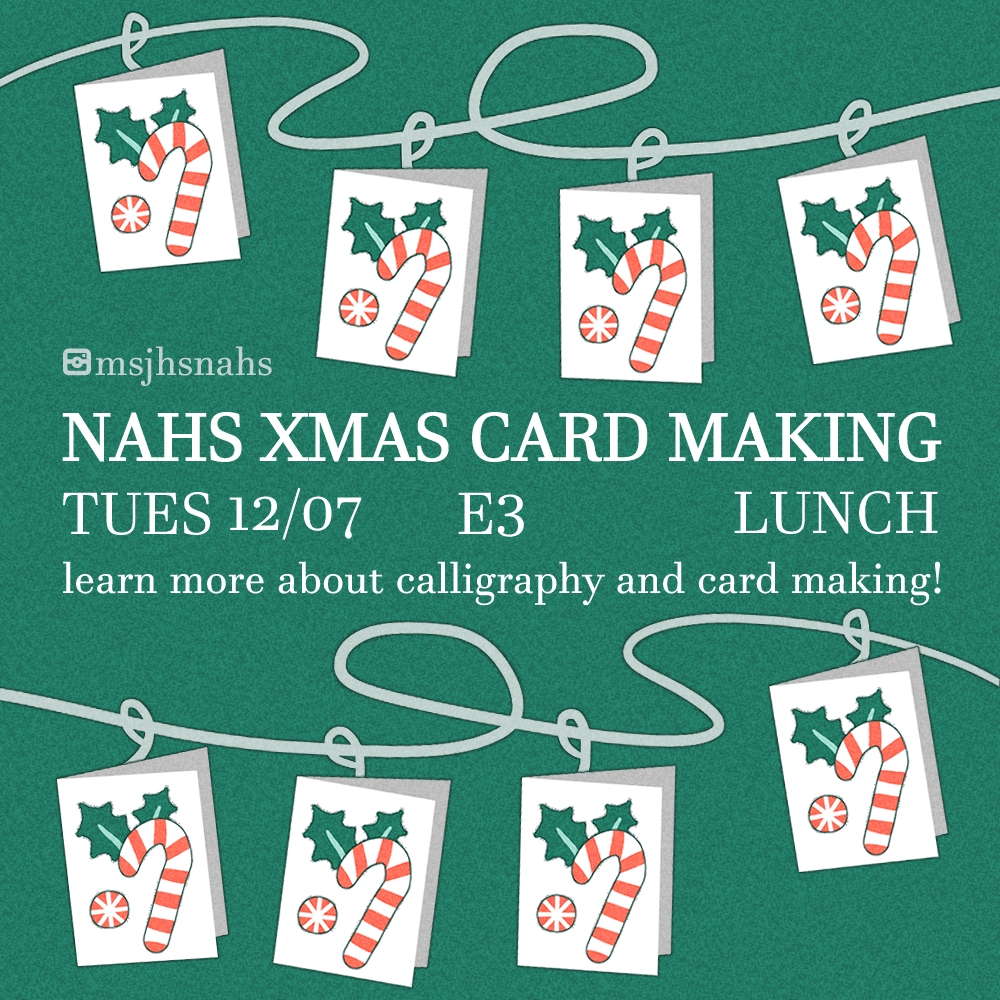 @msjhsnahs
NAHS XMAS CARD MAKING
TUES 12/07 E3 LUNCH
learn more about calligraphy and card making!